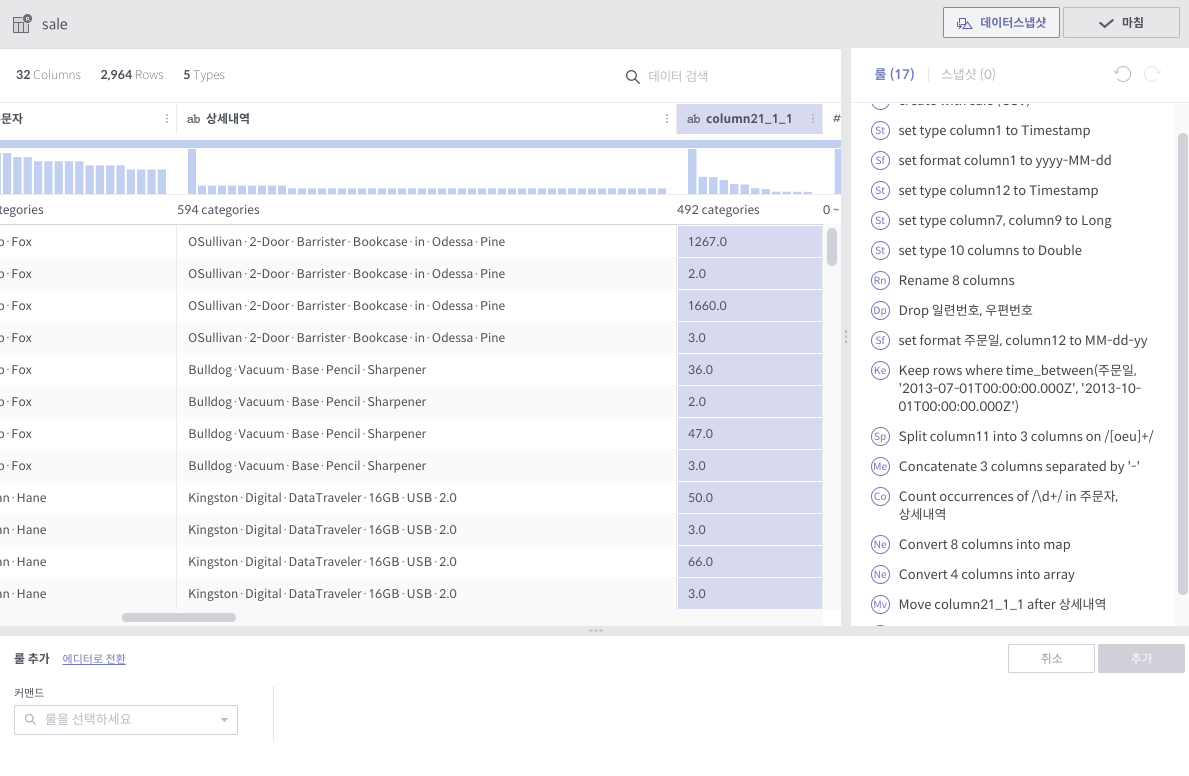 sale
데이터스냅샷
마침
32 Columns 2,964 Rows 5 Types
데이터 검색
룰 (17) 스냅샷 (0)
문자
ab 상세내역
ab column21_1_1
#
tegories
594 categories
492 categories
0 ~
Fox OSullivan·2-Door·Barrister·Bookcase·in·Odessa·Pine 1267.0
Fox OSullivan·2-Door·Barrister·Bookcase·in·Odessa·Pine 2.0
Fox OSullivan·2-Door·Barrister·Bookcase·in·Odessa·Pine 1660.0
Fox OSullivan·2-Door·Barrister·Bookcase·in·Odessa·Pine 3.0
Fox Bulldog·Vacuum·Base·Pencil·Sharpener 36.0
Fox Bulldog·Vacuum·Base·Pencil·Sharpener 2.0
Fox Bulldog·Vacuum·Base·Pencil·Sharpener 47.0
Fox Bulldog·Vacuum·Base·Pencil·Sharpener 3.0
an·Hane Kingston·Digital·DataTraveler·16GB·USB·2.0 50.0
an·Hane Kingston·Digital·DataTraveler·16GB·USB·2.0 3.0
an·Hane Kingston·Digital·DataTraveler·16GB·USB·2.0 66.0
an·Hane Kingston·Digital·DataTraveler·16GB·USB·2.0 3.0
St set type column1 to Timestamp
Sf set format column1 to yyyy-MM-dd
St set type column12 to Timestamp
St set type column7, column9 to Long
St set type 10 columns to Double
Rn Rename 8 columns
Dp Drop 일련번호, 우편번호
Sf set format 주문일, column12 to MM-dd-yy
Ke Keep rows where time_between(주문일,
'2013-07-01T00:00:00.000Z', '2013-10-
01T00:00:00.000Z')
Sp Split column11 into 3 columns on /[oeu]+/
Me Concatenate 3 columns separated by '-'
Co Count occurrences of /\d+/ in 주문자,
상세내역
Ne Convert 8 columns into map
Ne Convert 4 columns into array
Mv Move column21_1_1 after 상세내역
룰 추가 에디터로 전환
취소 추가
커맨드
룰을 선택하세요